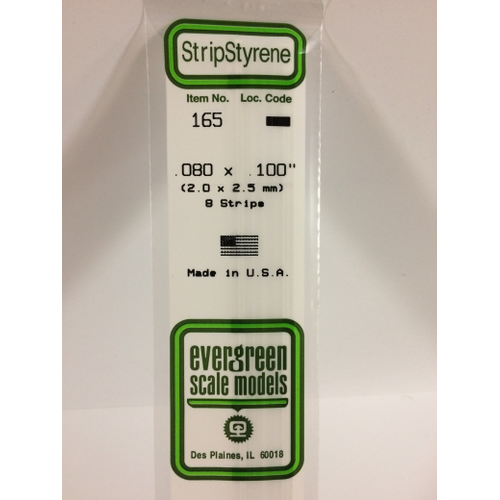 StripStyrene
Item No. Loc. Code
165
.080 x .100"
(2.0 x 2.5 mm)
8 Strips
Made in U.S.A.
evergreen
scale models
Des Plaines, IL 60018